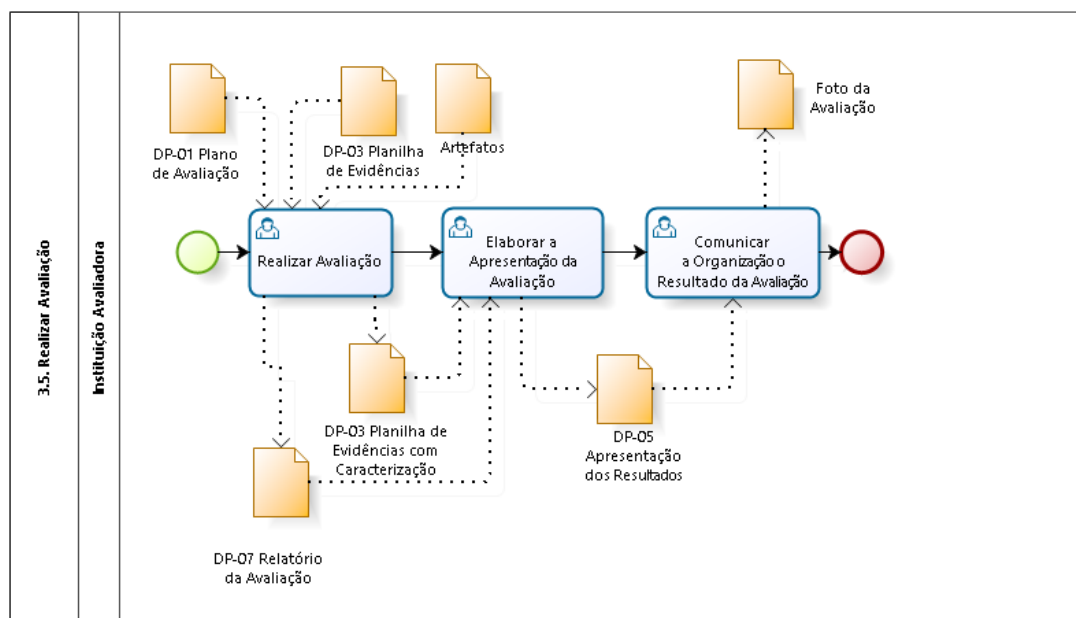 3.5. Realizar Avaliação
Instituição Avaliadora
DP-01 Plano
de Avaliação
DP-03 Planilha
de Evidências
Artefatos
Foto da
Avaliação
Realizar Avaliação
Elaborar a
Apresentação da
Avaliação
Comunicar
a Organização o
Resultado da Avaliação
DP-03 Planilha de
Evidências com
Caracterização
DP-05
Apresentação
dos Resultados
DP-07 Relatório
da Avaliação